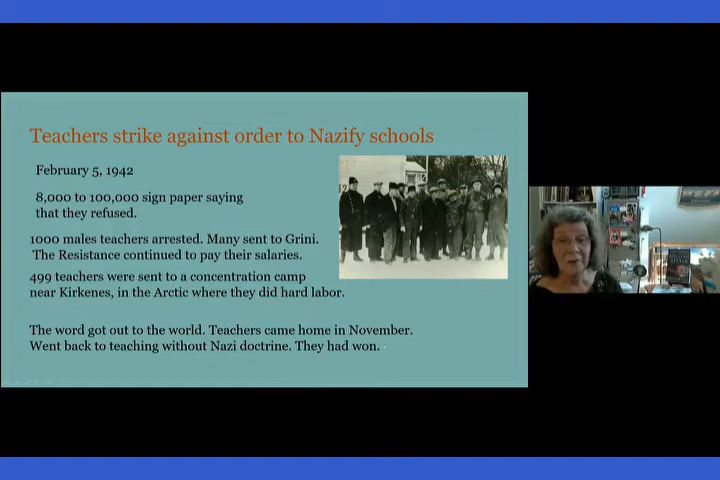 Teachers strike against order to Nazify schools
February 5, 1942
8,000 to 100,000 sign paper saying
that they refused.
1000 males teachers arrested. Many sent to Grini.
The Resistance continued to pay their salaries.
499 teachers were sent to a concentration camp
near Kirkenes, in the Arctic where they did hard labor.
The word got out to the world. Teachers came home in November.
Went back to teaching without Nazi doctrine. They had won.